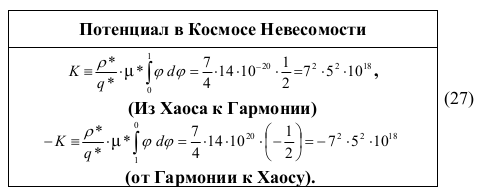 Потенциал в Космосе Невесомости
K ≡ ρ*/q* · μ* ∫₀¹ φ dφ = 7/4 · 14 · 10⁻²⁰ · 1/2 = 7² · 5² · 10¹⁸ ,
(Из Хаоса к Гармонии)
− K ≡ ρ*/q* · μ* ∫₁⁰ φ dφ = 7/4 · 14 · 10²⁰ · (− 1/2) = − 7² · 5² · 10¹⁸
(от Гармонии к Хаосу).
(27)